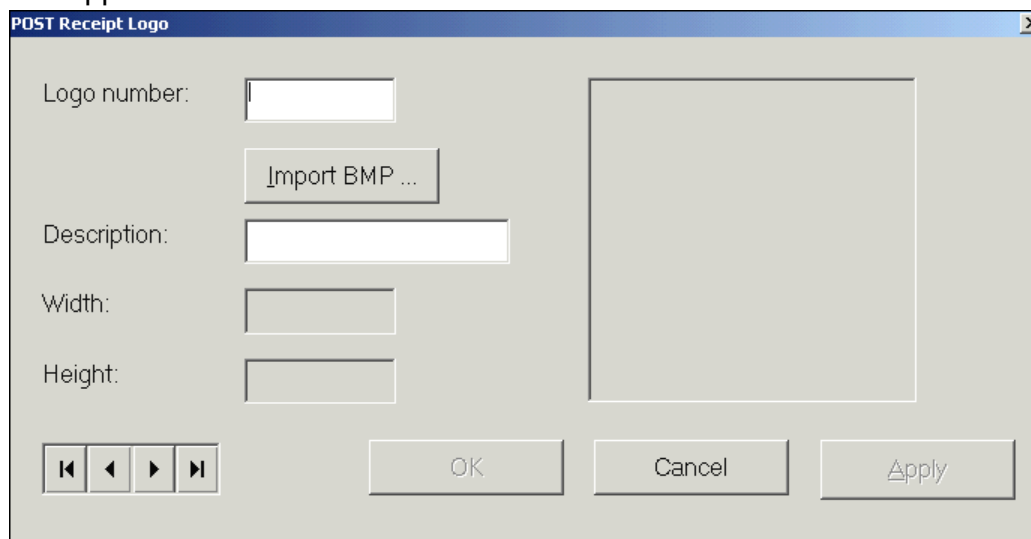 POST Receipt Logo
Logo number:
Import BMP ...
Description:
Width:
Height:
OK Cancel Apply